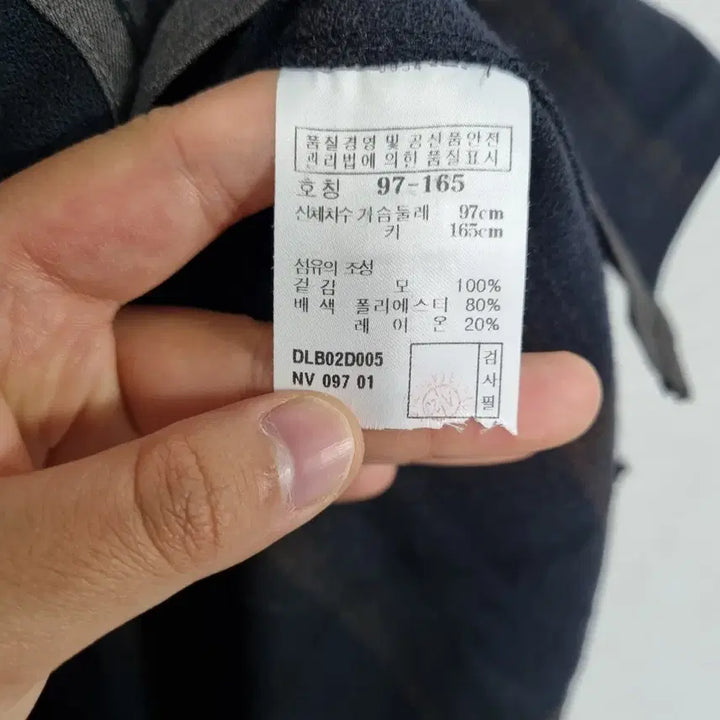 품질경영 및 공산품안전
관리법에 의한 품질표시
호칭 97-165
신체치수 가슴둘레 97cm
키 165cm
섬유의 조성
겉감 모 100%
배색 폴리에스터 80%
레이온 20%
DLB02D005
NV 097 01
검사필